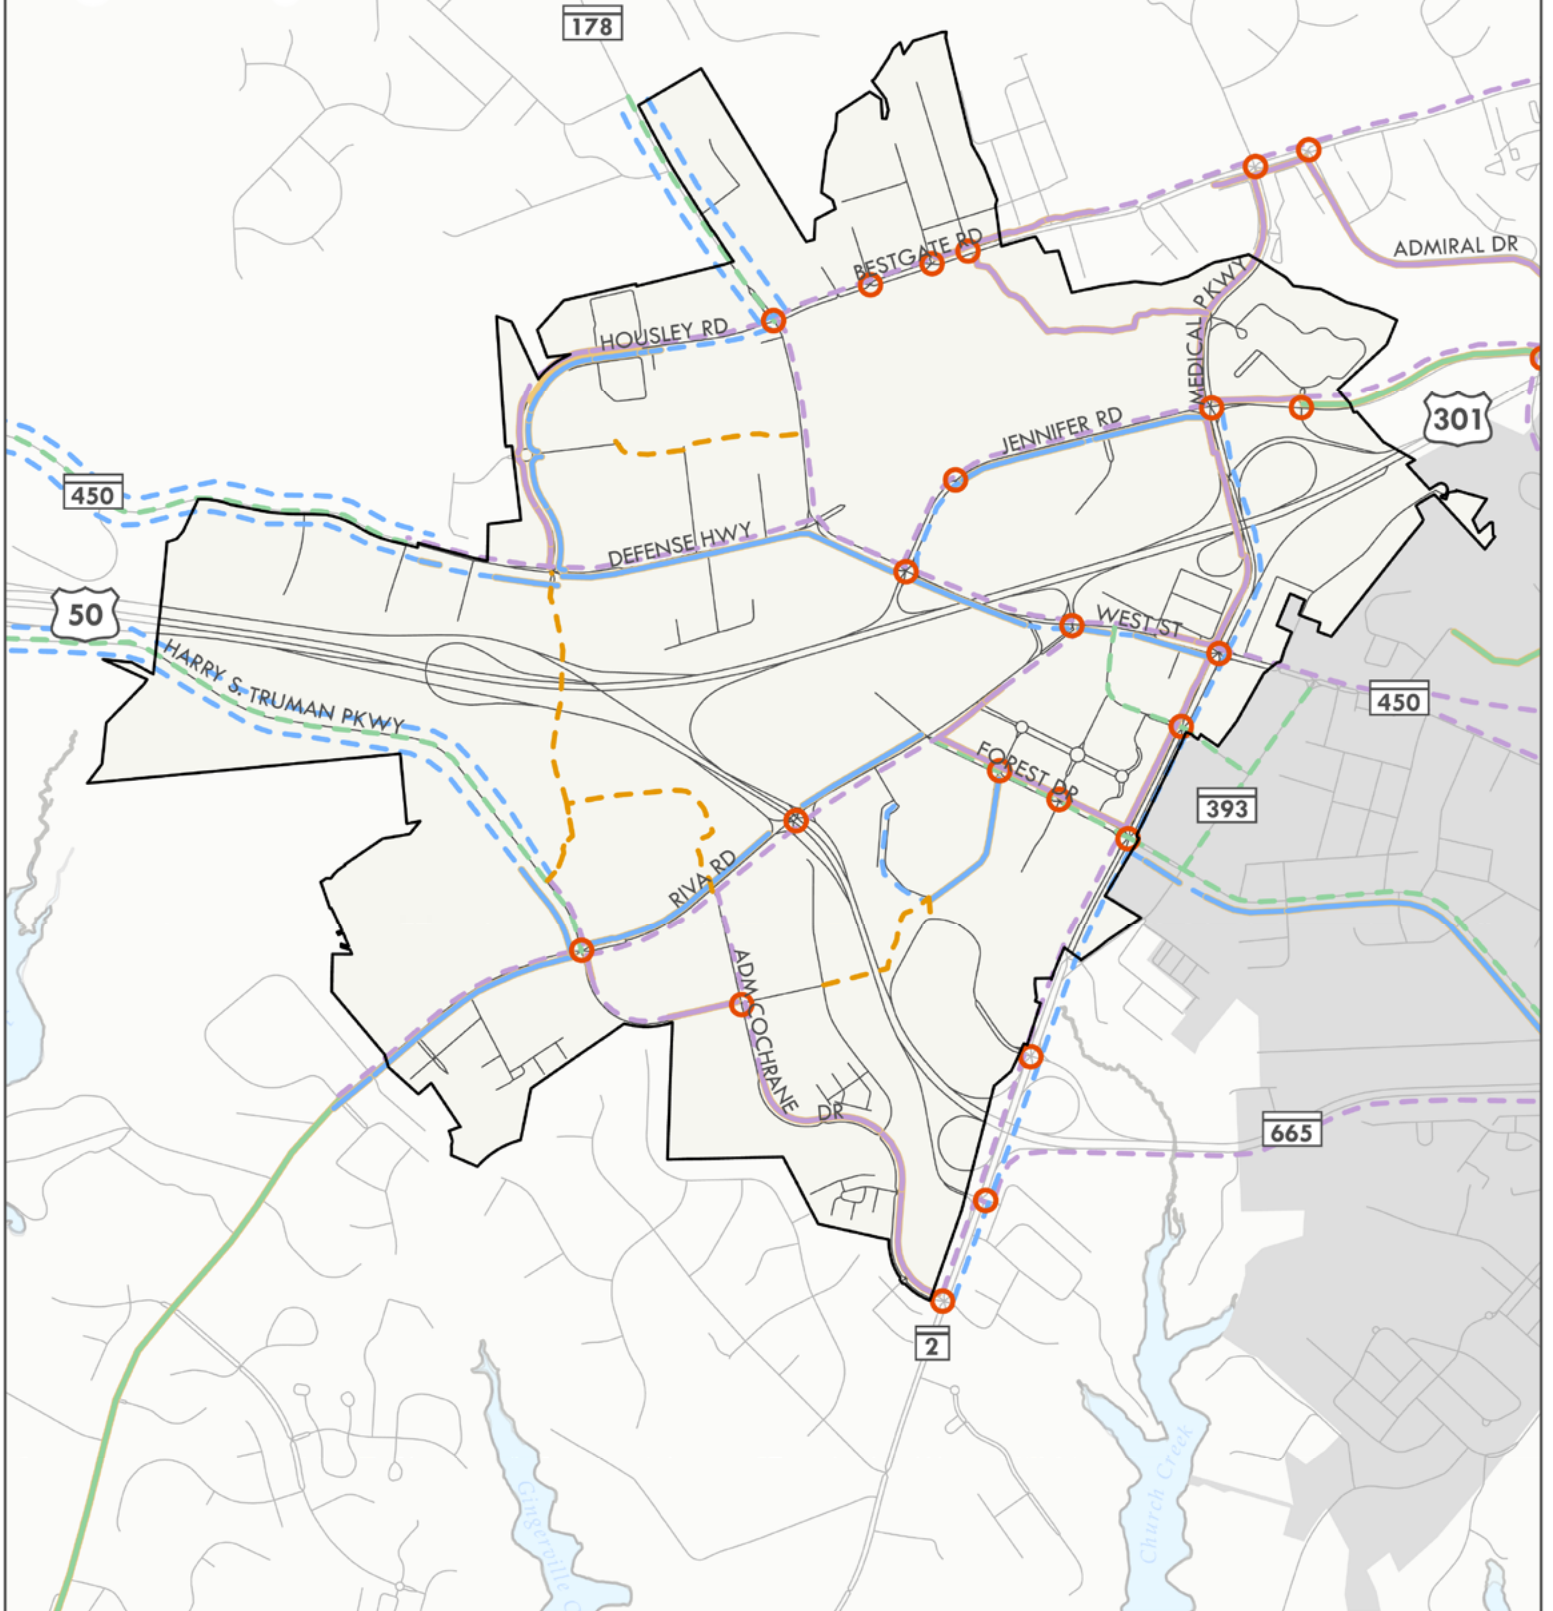 178
BESTGATE RD
ADMIRAL DR
HOUSLEY RD
MEDICAL PKWY
JENNIFER RD
301
450
DEFENSE HWY
50
WEST ST
HARRY S. TRUMAN PKWY
450
FOREST DR
393
RIVA RD
ADM COCHRANE DR
665
2
Church Creek
Gingerville C